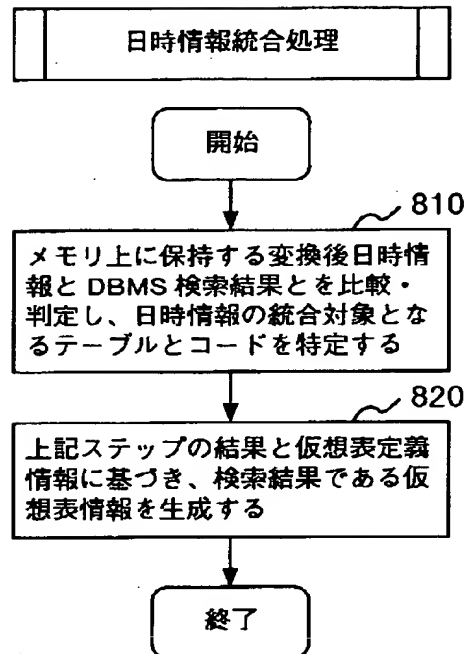 日時情報統合処理
開始
810
メモリ上に保持する変換後日時情
報と DBMS 検索結果とを比較・
判定し、日時情報の統合対象とな
るテーブルとコードを特定する
820
上記ステップの結果と仮想表定義
情報に基づき、検索結果である仮
想表情報を生成する
終了